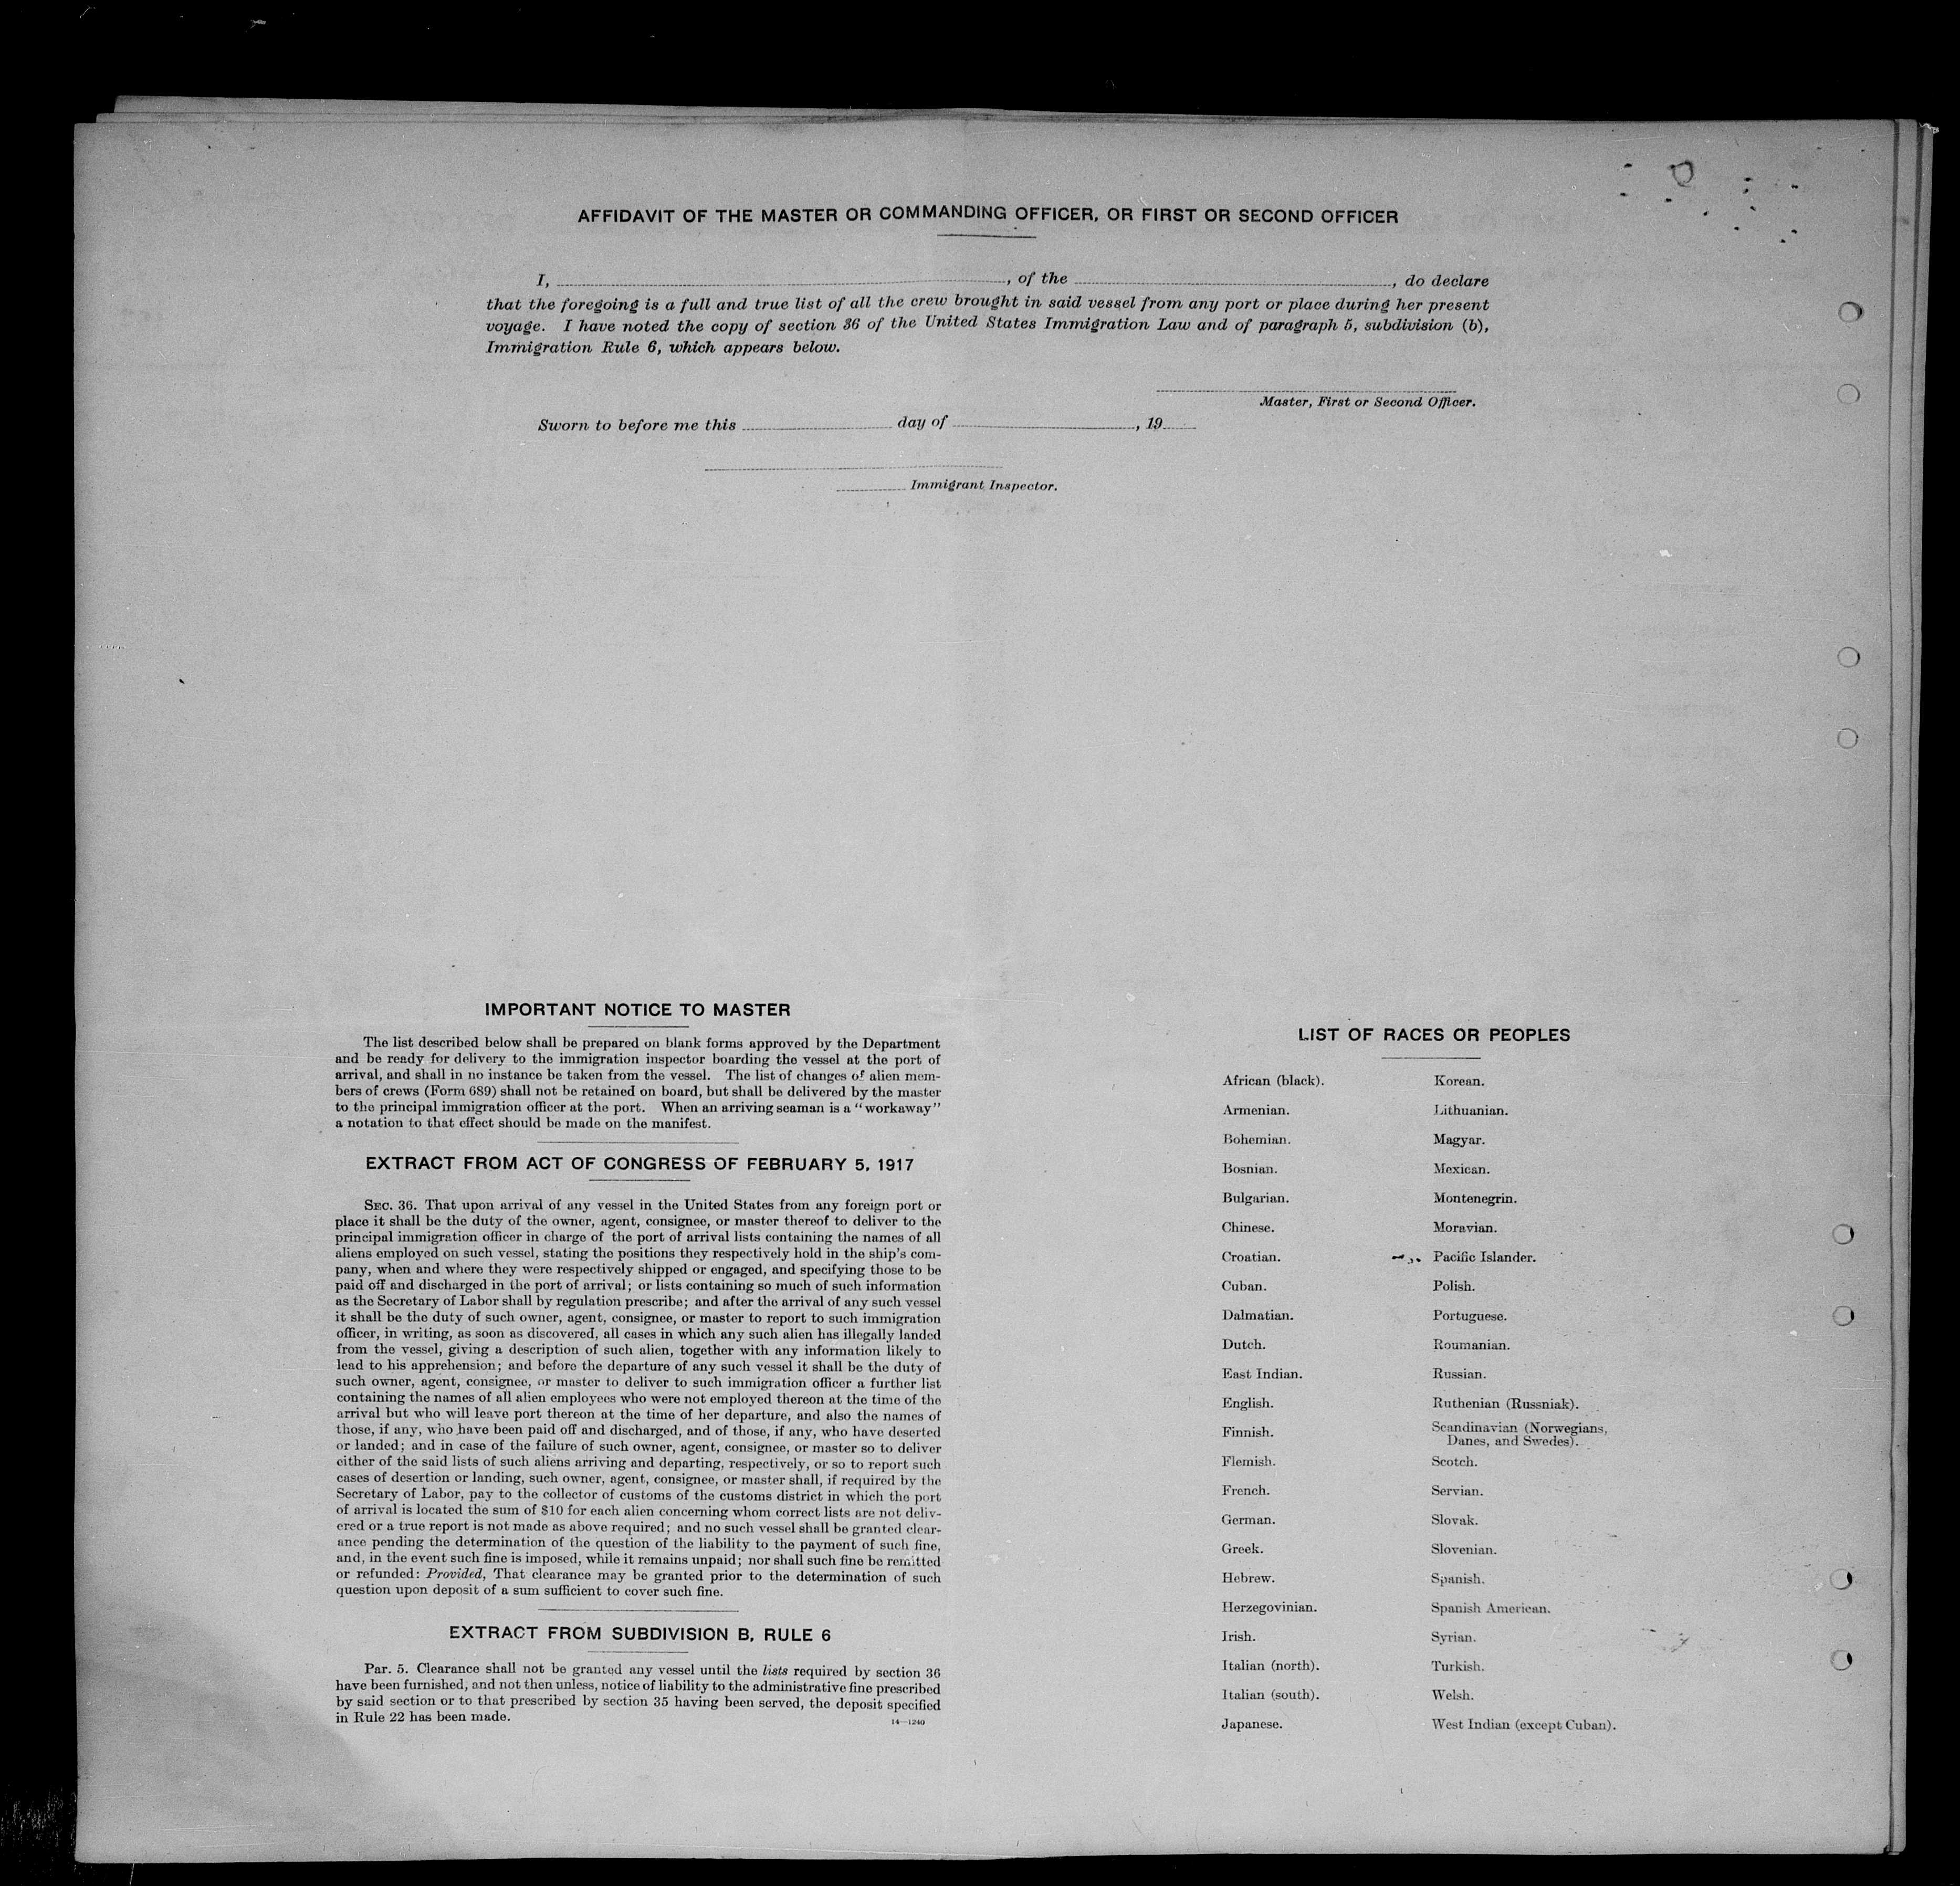 AFFIDAVIT OF THE MASTER OR COMMANDING OFFICER, OR FIRST OR SECOND OFFICER
I, , of the , do declare
that the foregoing is a full and true list of all the crew brought in said vessel from any port or place during her present
voyage. I have noted the copy of section 36 of the United States Immigration Law and of paragraph 5, subdivision (b),
Immigration Rule 6, which appears below.
Master, First or Second Officer.
Sworn to before me this day of , 19
Immigrant Inspector.
IMPORTANT NOTICE TO MASTER
The list described below shall be prepared on blank forms approved by the Department
and be ready for delivery to the immigration inspector boarding the vessel at the port of
arrival, and shall in no instance be taken from the vessel. The list of changes of alien mem-
bers of crews (Form 689) shall not be retained on board, but shall be delivered by the master
to the principal immigration officer at the port. When an arriving seaman is a "workaway"
a notation to that effect should be made on the manifest.
EXTRACT FROM ACT OF CONGRESS OF FEBRUARY 5, 1917
SEC. 36. That upon arrival of any vessel in the United States from any foreign port or
place it shall be the duty of the owner, agent, consignee, or master thereof to deliver to the
principal immigration officer in charge of the port of arrival lists containing the names of all
aliens employed on such vessel, stating the positions they respectively hold in the ship's com-
pany, when and where they were respectively shipped or engaged, and specifying those to be
paid off and discharged in the port of arrival; or lists containing so much of such information
as the Secretary of Labor shall by regulation prescribe; and after the arrival of any such vessel
it shall be the duty of such owner, agent, consignee, or master to report to such immigration
officer, in writing, as soon as discovered, all cases in which any such alien has illegally landed
from the vessel, giving a description of such alien, together with any information likely to
lead to his apprehension; and before the departure of any such vessel it shall be the duty of
such owner, agent, consignee, or master to deliver to such immigration officer a further list
containing the names of all alien employees who were not employed thereon at the time of the
arrival but who will leave port thereon at the time of her departure, and also the names of
those, if any, who have been paid off and discharged, and of those, if any, who have deserted
or landed; and in case of the failure of such owner, agent, consignee, or master so to deliver
either of the said lists of such aliens arriving and departing, respectively, or so to report such
cases of desertion or landing, such owner, agent, consignee, or master shall, if required by the
Secretary of Labor, pay to the collector of customs of the customs district in which the port
of arrival is located the sum of $10 for each alien concerning whom correct lists are not deliv-
ered or a true report is not made as above required; and no such vessel shall be granted clear-
ance pending the determination of the question of the liability to the payment of such fine,
and, in the event such fine is imposed, while it remains unpaid; nor shall such fine be remitted
or refunded: Provided, That clearance may be granted prior to the determination of such
question upon deposit of a sum sufficient to cover such fine.
EXTRACT FROM SUBDIVISION B, RULE 6
Par. 5. Clearance shall not be granted any vessel until the lists required by section 36
have been furnished, and not then unless, notice of liability to the administrative fine prescribed
by said section or to that prescribed by section 35 having been served, the deposit specified
in Rule 22 has been made.
14—1240
LIST OF RACES OR PEOPLES
African (black).
Armenian.
Bohemian.
Bosnian.
Bulgarian.
Chinese.
Croatian.
Cuban.
Dalmatian.
Dutch.
East Indian.
English.
Finnish.
Flemish.
French.
German.
Greek.
Hebrew.
Herzegovinian.
Irish.
Italian (north).
Italian (south).
Japanese.
Korean.
Lithuanian.
Magyar.
Mexican.
Montenegrin.
Moravian.
Pacific Islander.
Polish.
Portuguese.
Roumanian.
Russian.
Ruthenian (Russniak).
Scandinavian (Norwegians,
Danes, and Swedes).
Scotch.
Servian.
Slovak.
Slovenian.
Spanish.
Spanish American.
Syrian.
Turkish.
Welsh.
West Indian (except Cuban).